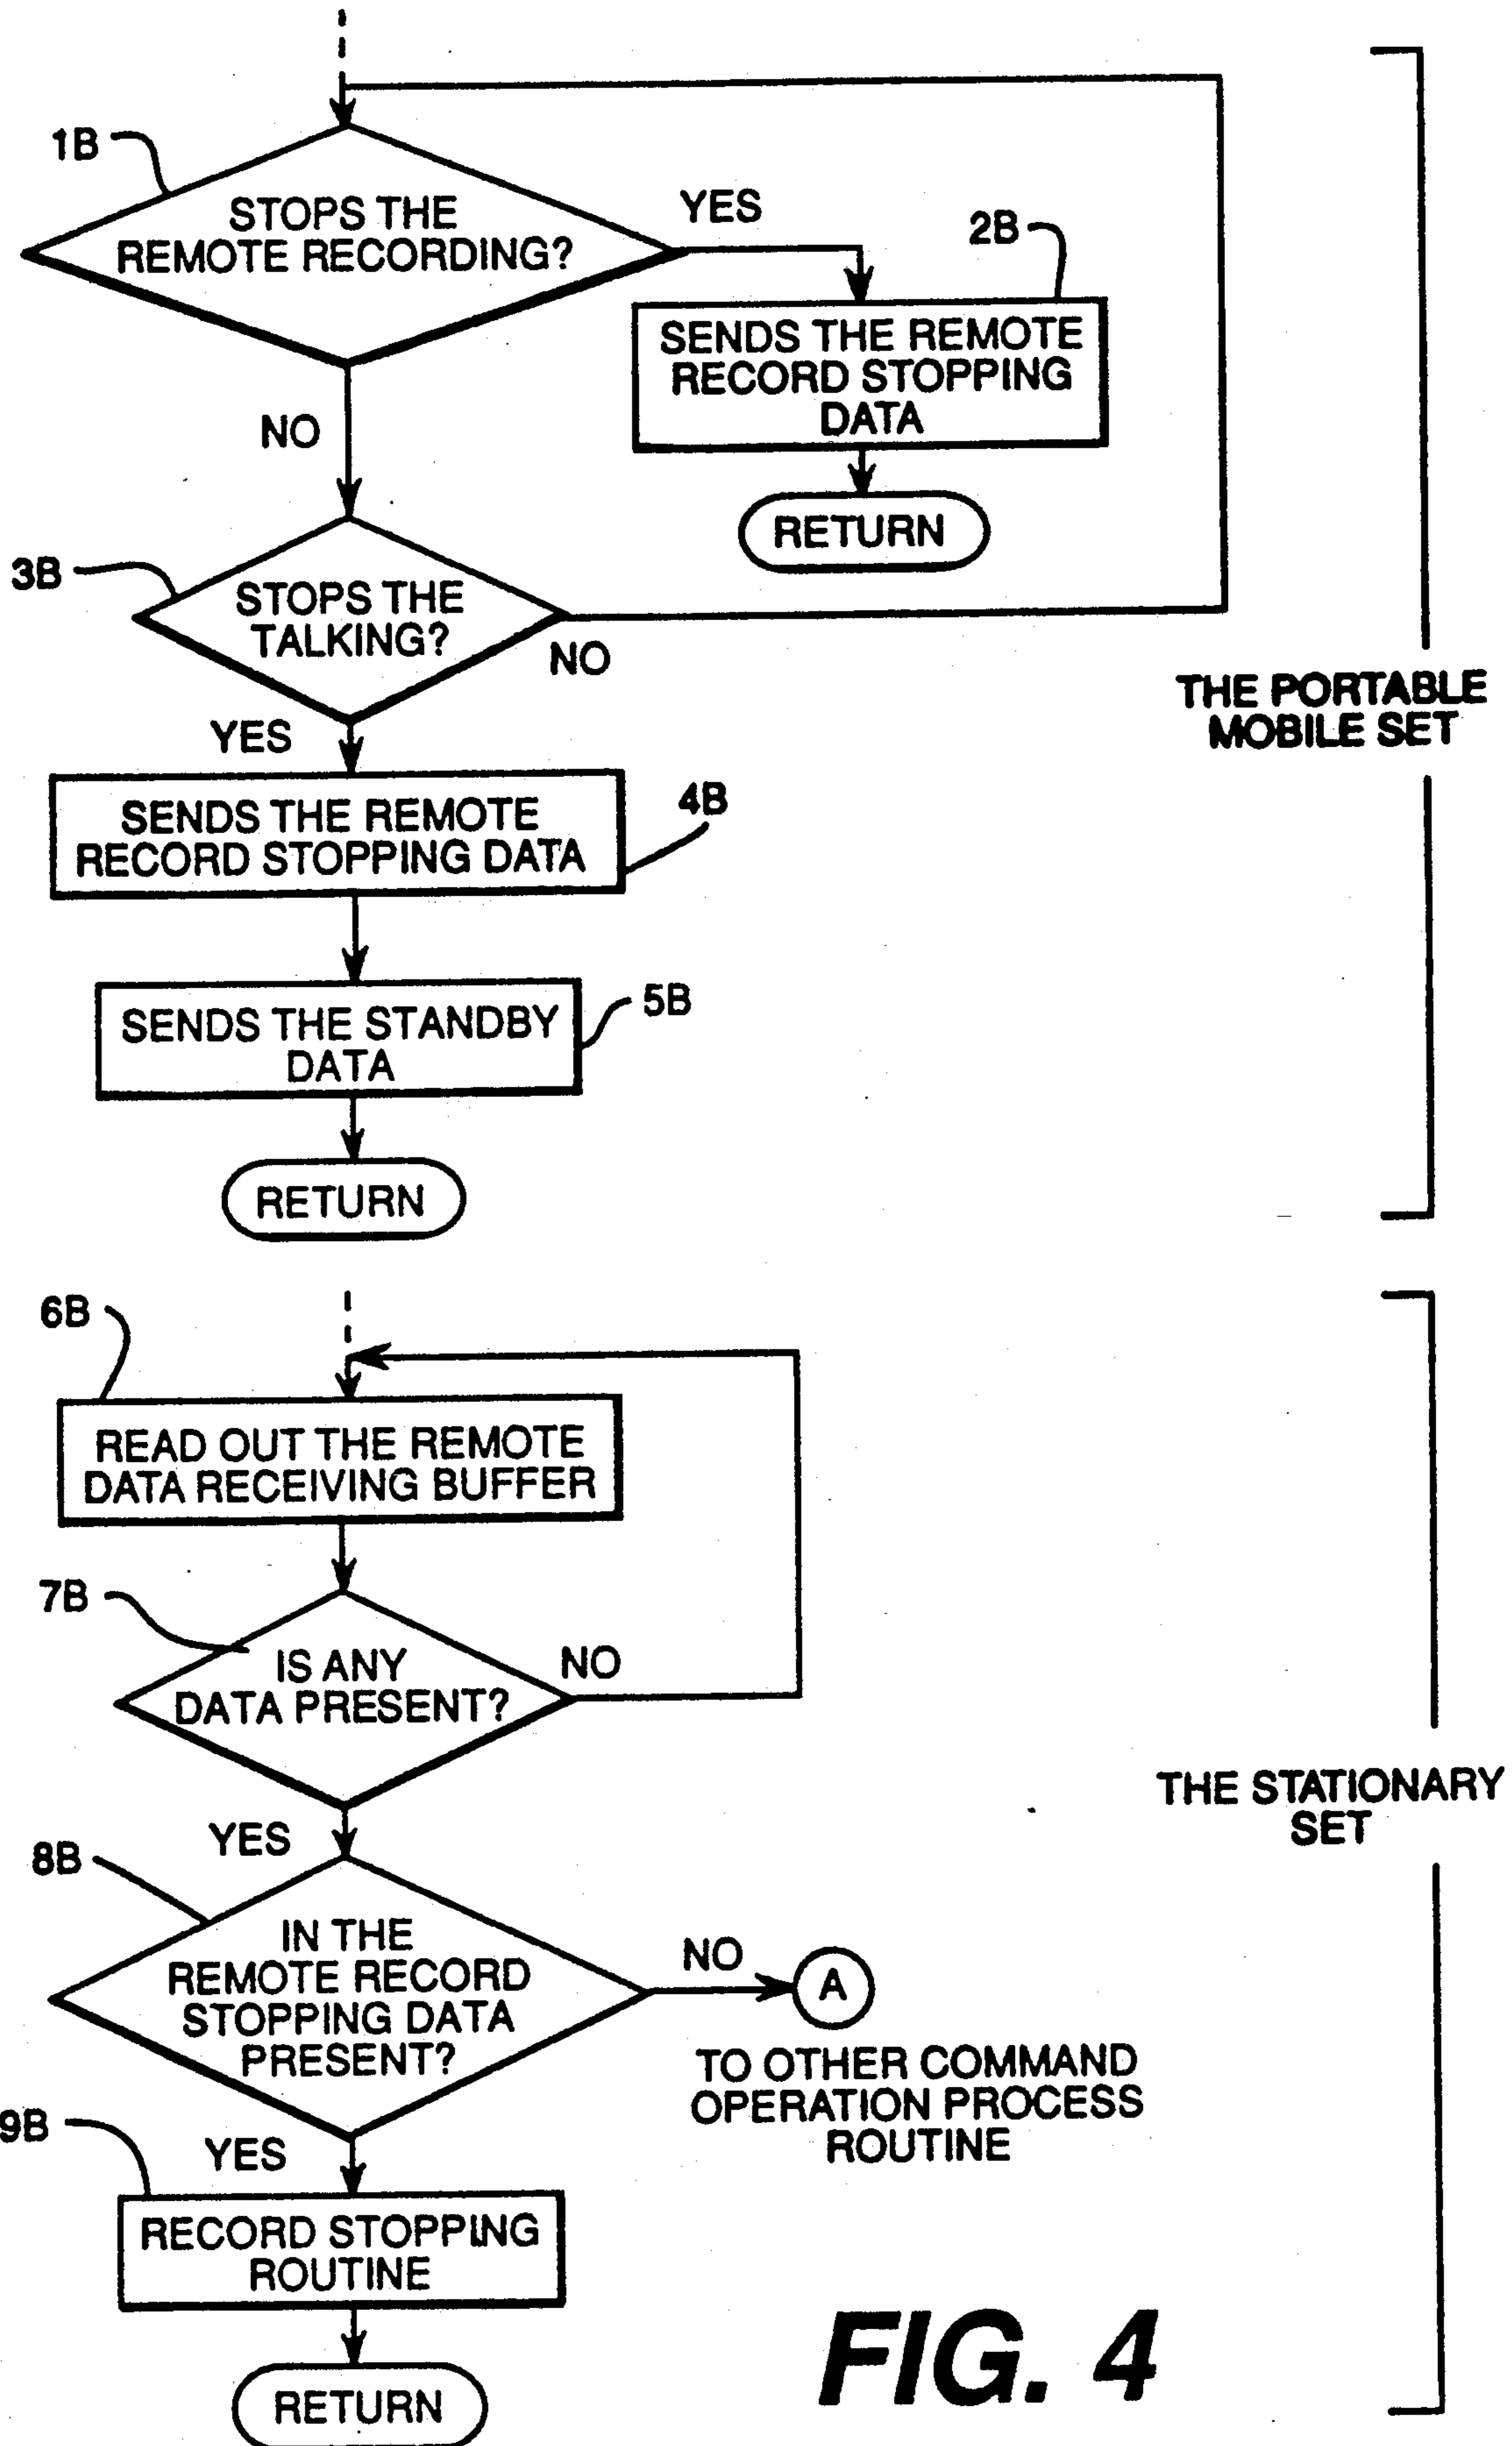 1B
STOPS THE
REMOTE RECORDING?
YES
2B
SENDS THE REMOTE
RECORD STOPPING
DATA
RETURN
NO
3B
STOPS THE
TALKING?
NO
THE PORTABLE
MOBILE SET
YES
SENDS THE REMOTE
RECORD STOPPING DATA
4B
SENDS THE STANDBY
DATA
5B
RETURN
6B
READ OUT THE REMOTE
DATA RECEIVING BUFFER
7B
IS ANY
DATA PRESENT?
NO
THE STATIONARY
SET
YES
8B
IN THE
REMOTE RECORD
STOPPING DATA
PRESENT?
NO
A
TO OTHER COMMAND
OPERATION PROCESS
ROUTINE
9B
YES
RECORD STOPPING
ROUTINE
RETURN
FIG. 4